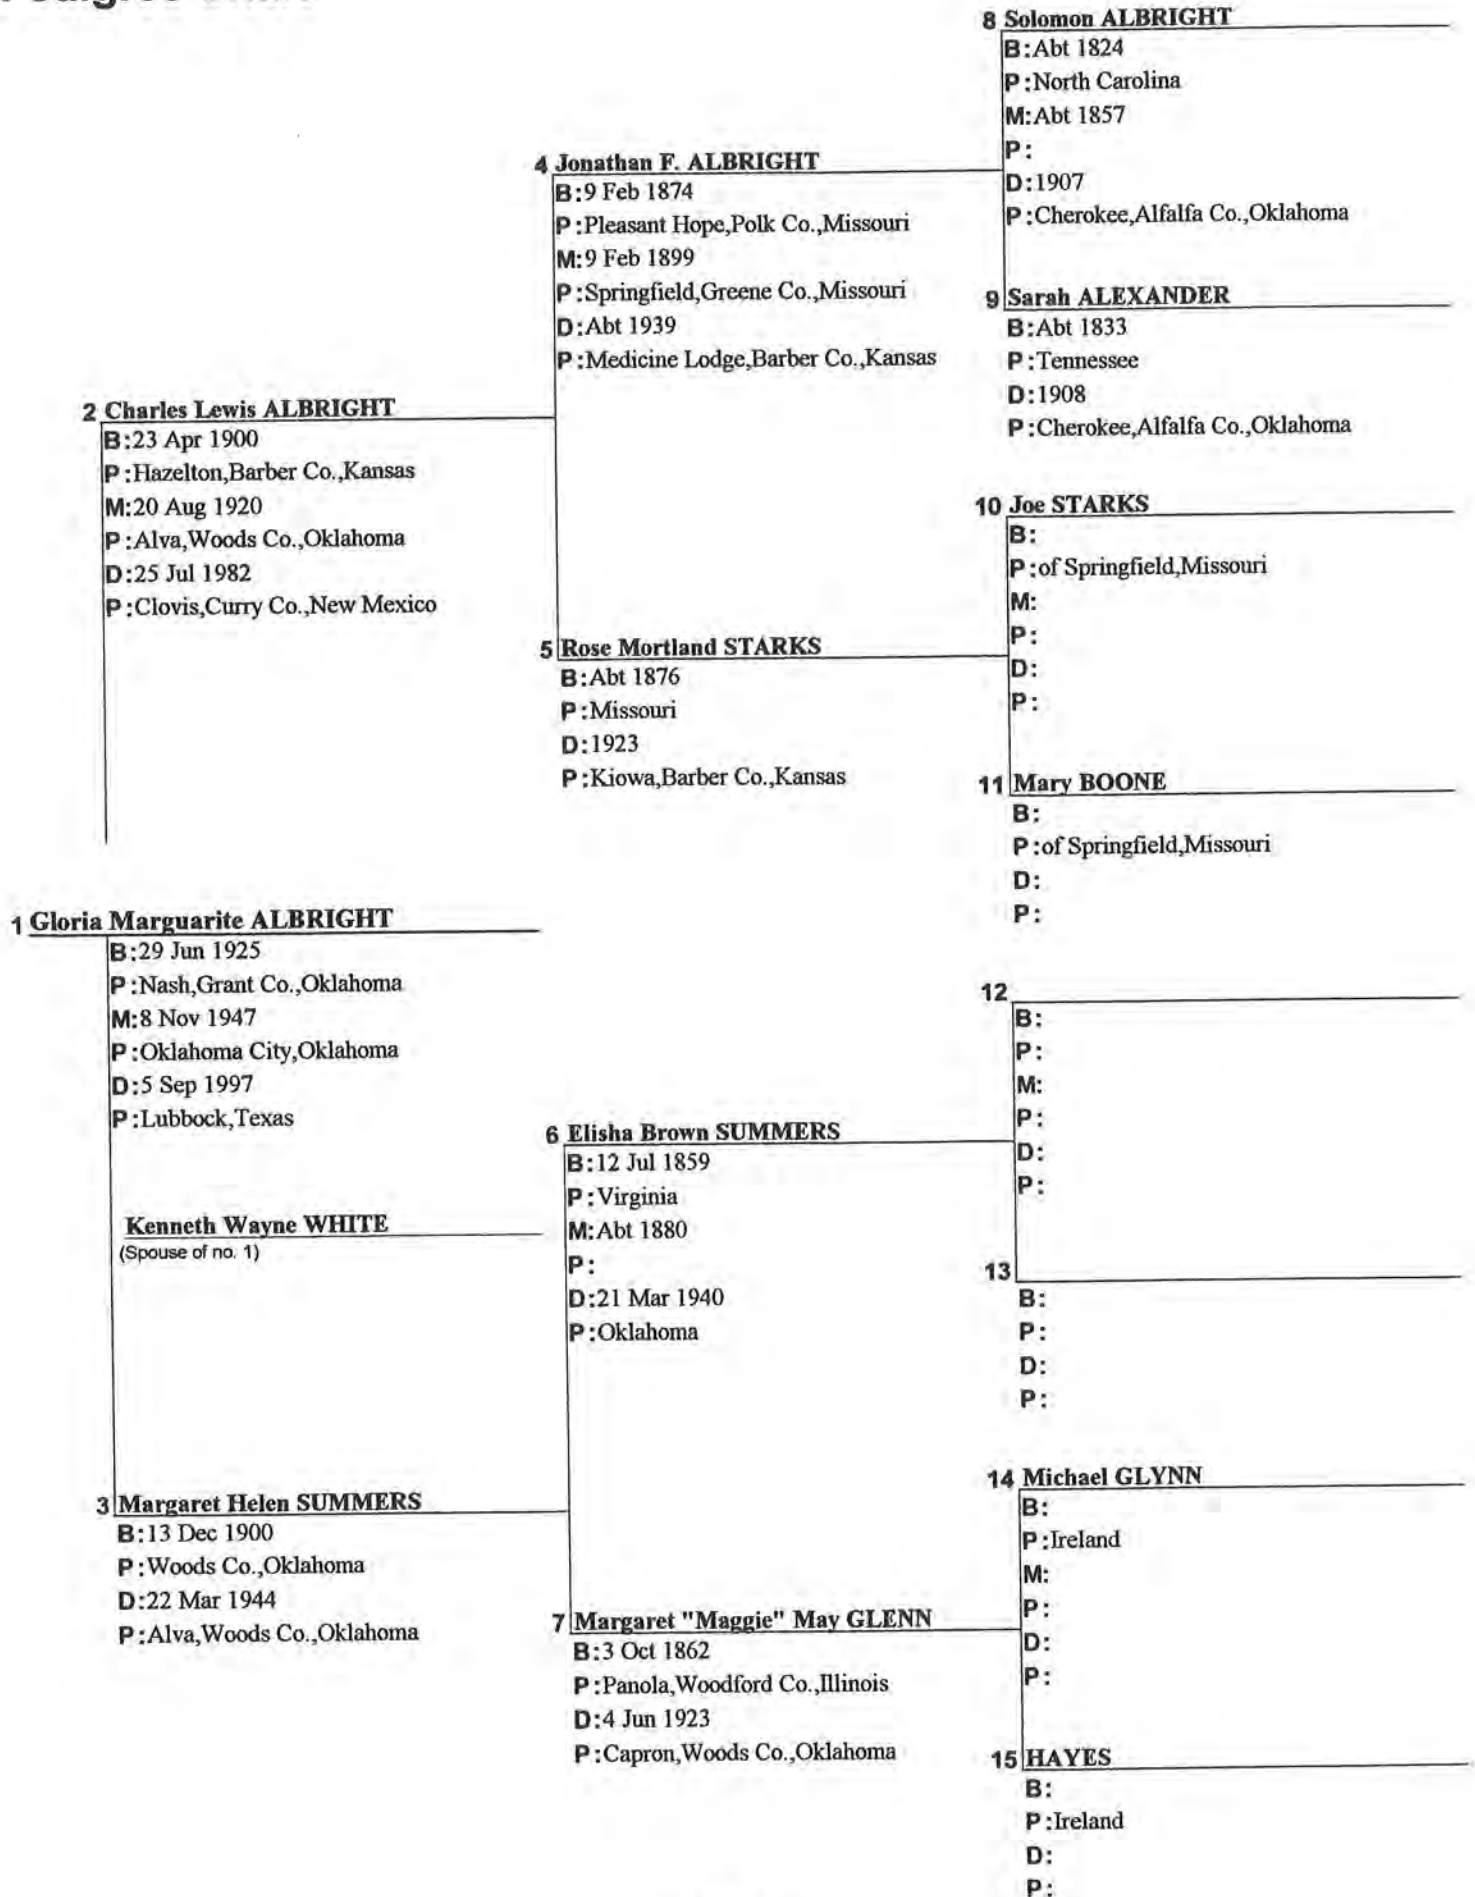 8 Solomon ALBRIGHT
B:Abt 1824
P:North Carolina
M:Abt 1857
P:
D:1907
P:Cherokee,Alfalfa Co.,Oklahoma
4 Jonathan F. ALBRIGHT
B:9 Feb 1874
P:Pleasant Hope,Polk Co.,Missouri
M:9 Feb 1899
P:Springfield,Greene Co.,Missouri
D:Abt 1939
P:Medicine Lodge,Barber Co.,Kansas
9 Sarah ALEXANDER
B:Abt 1833
P:Tennessee
D:1908
P:Cherokee,Alfalfa Co.,Oklahoma
2 Charles Lewis ALBRIGHT
B:23 Apr 1900
P:Hazelton,Barber Co.,Kansas
M:20 Aug 1920
P:Alva,Woods Co.,Oklahoma
D:25 Jul 1982
P:Clovis,Curry Co.,New Mexico
10 Joe STARKS
B:
P:of Springfield,Missouri
M:
P:
D:
P:
5 Rose Mortland STARKS
B:Abt 1876
P:Missouri
D:1923
P:Kiowa,Barber Co.,Kansas
11 Mary BOONE
B:
P:of Springfield,Missouri
D:
P:
1 Gloria Marguarite ALBRIGHT
B:29 Jun 1925
P:Nash,Grant Co.,Oklahoma
M:8 Nov 1947
P:Oklahoma City,Oklahoma
D:5 Sep 1997
P:Lubbock,Texas
Kenneth Wayne WHITE
(Spouse of no. 1)
12
B:
P:
M:
P:
D:
P:
6 Elisha Brown SUMMERS
B:12 Jul 1859
P:Virginia
M:Abt 1880
P:
D:21 Mar 1940
P:Oklahoma
13
B:
P:
D:
P:
3 Margaret Helen SUMMERS
B:13 Dec 1900
P:Woods Co.,Oklahoma
D:22 Mar 1944
P:Alva,Woods Co.,Oklahoma
14 Michael GLYNN
B:
P:Ireland
M:
P:
D:
P:
7 Margaret "Maggie" May GLENN
B:3 Oct 1862
P:Panola,Woodford Co.,Illinois
D:4 Jun 1923
P:Capron,Woods Co.,Oklahoma
15 HAYES
B:
P:Ireland
D:
P: